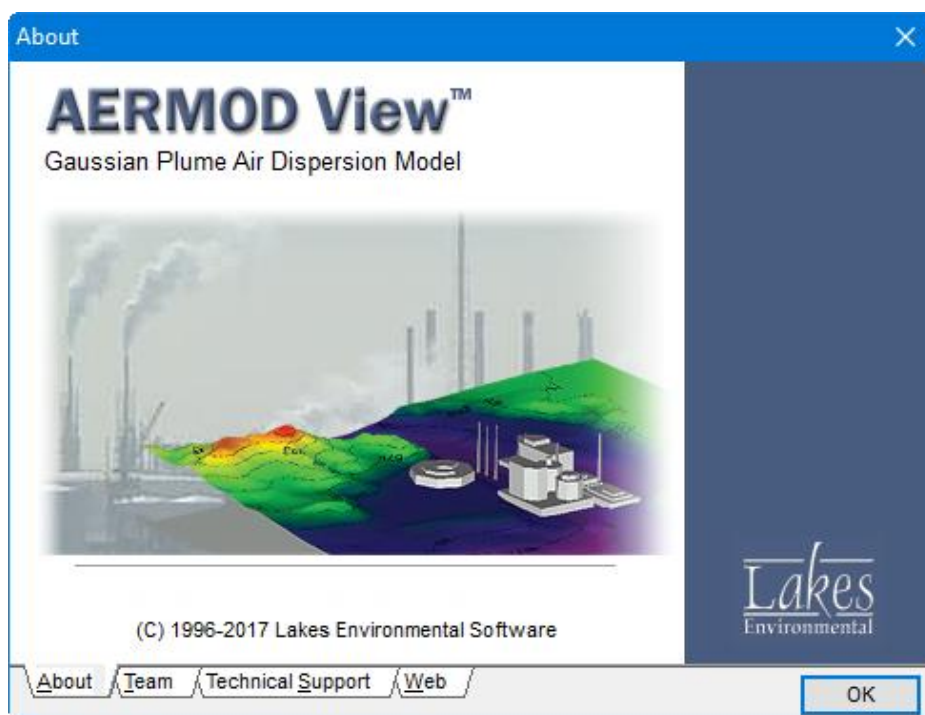 About
AERMOD View™
Gaussian Plume Air Dispersion Model
Lakes
Environmental
(C) 1996-2017 Lakes Environmental Software
About
Team
Technical Support
Web
OK